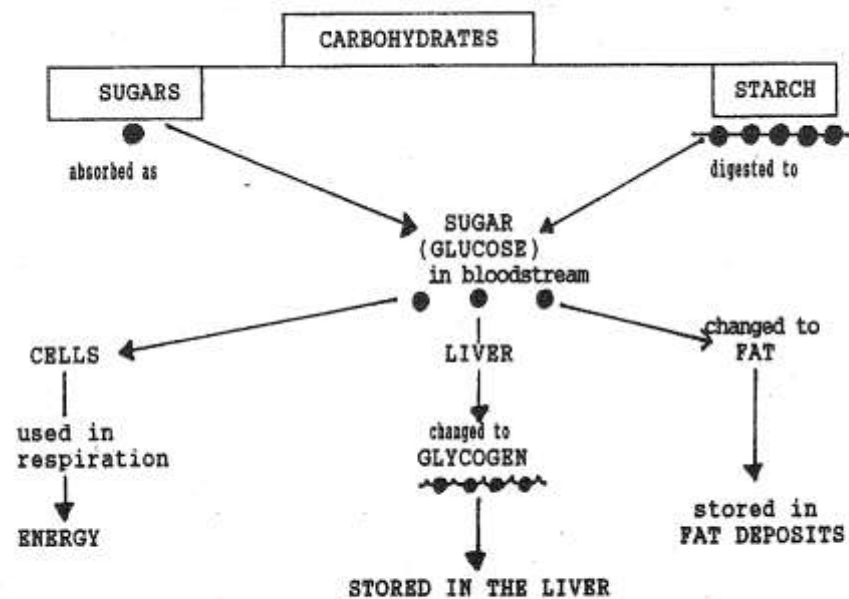 CARBOHYDRATES
SUGARS
STARCH
absorbed as
digested to
SUGAR
(GLUCOSE)
in bloodstream
CELLS
used in
respiration
ENERGY
LIVER
changed to
GLYCOGEN
STORED IN THE LIVER
changed to
FAT
stored in
FAT DEPOSITS